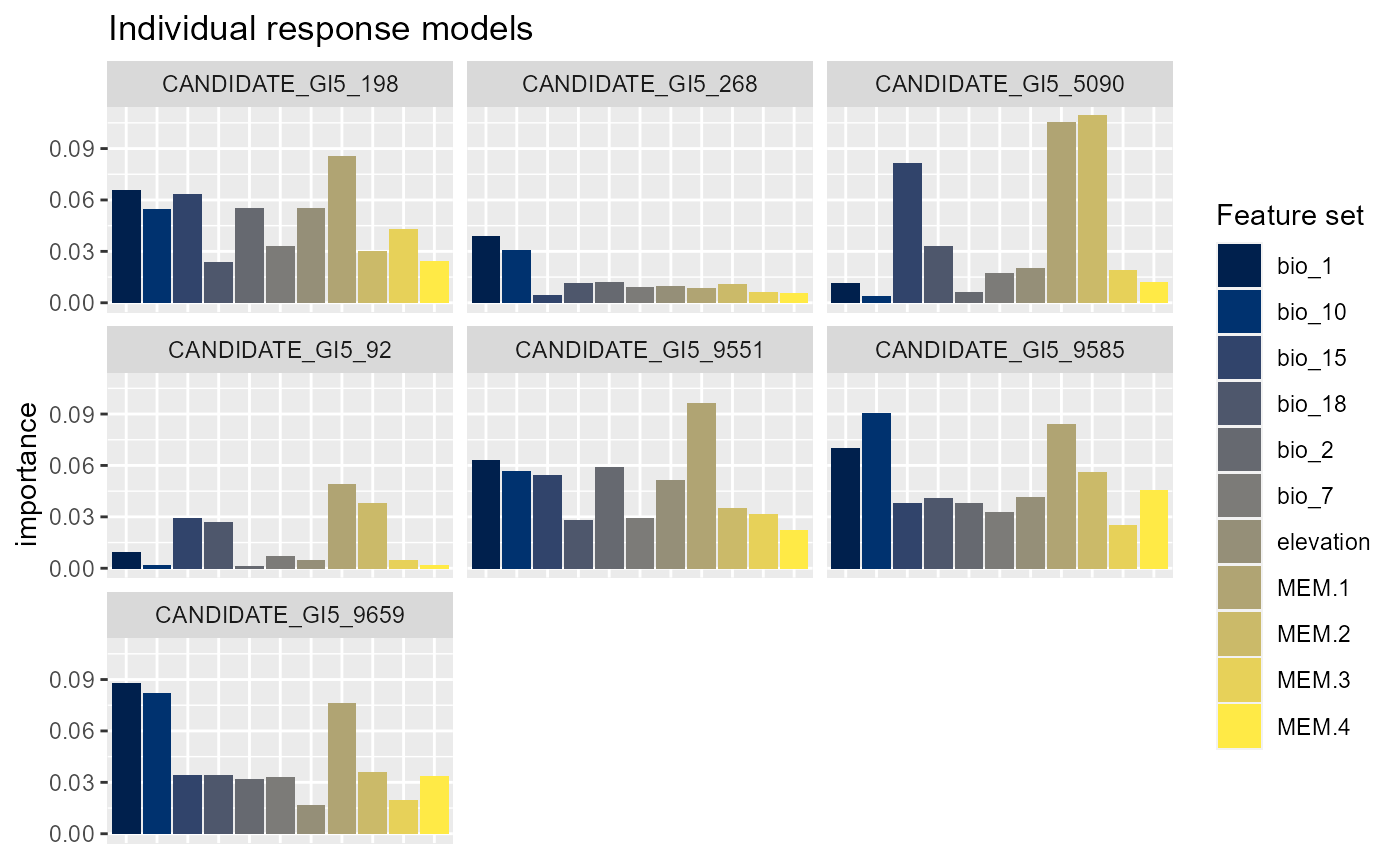 Individual response models
CANDIDATE_GI5_198
CANDIDATE_GI5_268
CANDIDATE_GI5_5090
0.09
0.06
0.03
0.00
CANDIDATE_GI5_92
CANDIDATE_GI5_9551
CANDIDATE_GI5_9585
0.09
0.06
0.03
0.00
CANDIDATE_GI5_9659
0.09
0.06
0.03
0.00
importance
Feature set
bio_1
bio_10
bio_15
bio_18
bio_2
bio_7
elevation
MEM.1
MEM.2
MEM.3
MEM.4